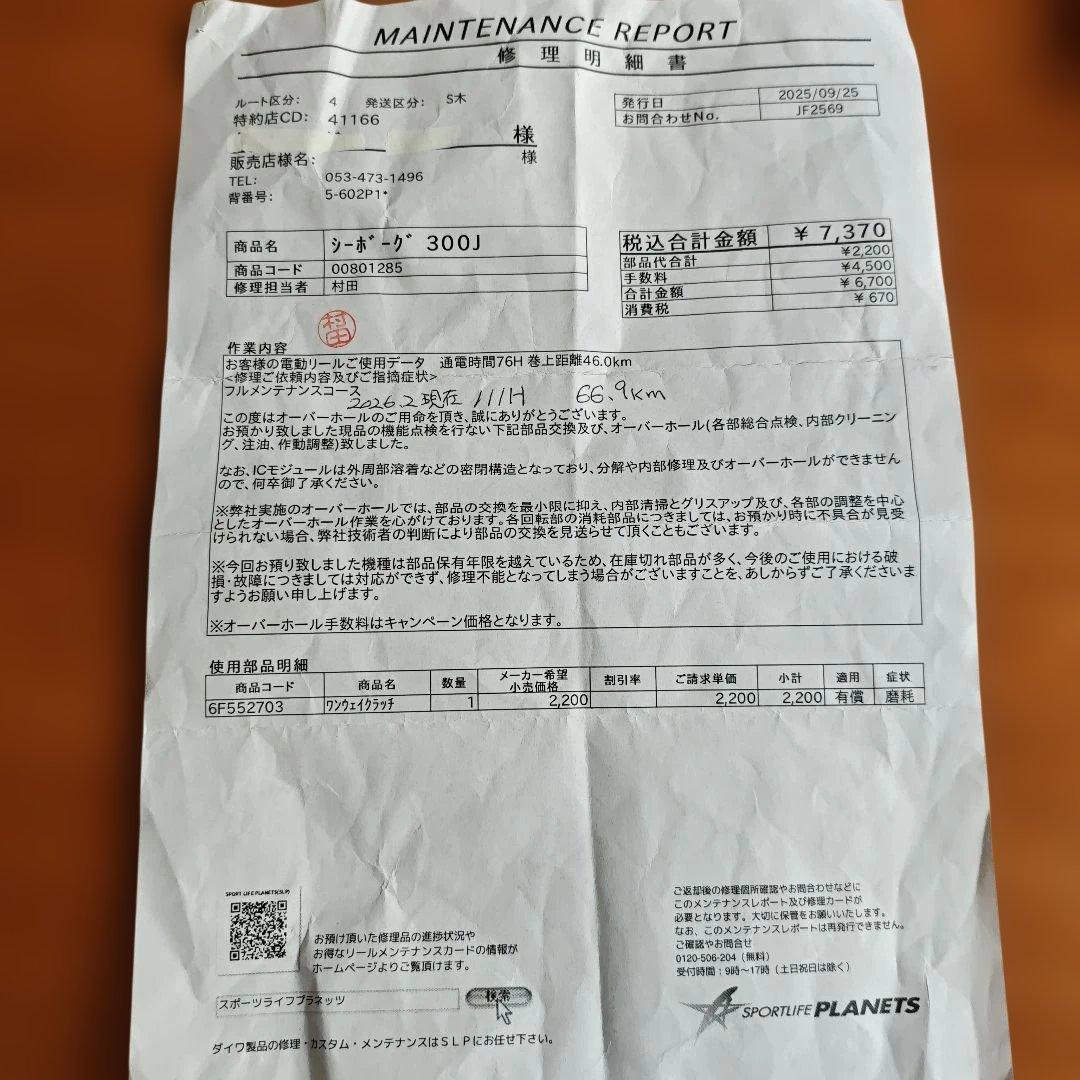 MAINTENANCE REPORT
修理明細書
ルート区分: 4 発送区分: S木
特約店CD: 41166
様
販売店様名: 様
TEL: 053-473-1496
背番号: 5-602P1*
発行日 2025/09/25
お問合わせNo. JF2569
商品名 ｼｰﾎﾞｰｸﾞ 300J
商品コード 00801285
修理担当者 村田
税込合計金額 ¥ 7,370
部品代合計 ¥2,200
手数料 ¥4,500
合計金額 ¥ 6,700
消費税 ¥ 670
村田
作業内容
お客様の電動リールご使用データ 通電時間76H 巻上距離46.0km
<修理ご依頼内容及びご指摘症状>
フルメンテナンスコース
2026.2現在 111H 66.9km
この度はオーバーホールのご用命を頂き、誠にありがとうございます。
お預かり致しました現品の機能点検を行ない下記部品交換及び、オーバーホール(各部総合点検、内部クリーニン
グ、注油、作動調整)致しました。
なお、ICモジュールは外周部溶着などの密閉構造となっており、分解や内部修理及びオーバーホールができません
ので、何卒御了承ください。
※弊社実施のオーバーホールでは、部品の交換を最小限に抑え、内部清掃とグリスアップ及び、各部の調整を中心
としたオーバーホール作業を心がけております。各回転部の消耗部品につきましては、お預かり時に不具合が見受
けられない場合、弊社技術者の判断により部品の交換を見送らせて頂くこともございます。
※今回お預り致しました機種は部品保有年限を越えているため、在庫切れ部品が多く、今後のご使用における破
損・故障につきましては対応ができず、修理不能となってしまう場合がございますことを、あしからずご了承くださいま
すようお願い申し上げます。
※オーバーホール手数料はキャンペーン価格となります。
使用部品明細
商品コード 商品名 数量 メーカー希望小売価格 割引率 ご請求単価 小計 適用 症状
6F552703 ﾜﾝｳｪｲｸﾗｯﾁ 1 2,200 2,200 2,200 有償 磨耗
SPORT LIFE PLANETS(SLP)
お預け頂いた修理品の進捗状況や
お得なリールメンテナンスカードの情報が
ホームページよりご覧頂けます。
スポーツライフプラネッツ 検索
ダイワ製品の修理・カスタム・メンテナンスはＳＬＰにお任せ下さい。
ご返却後の修理個所確認やお問合わせなどに
このメンテナンスレポート及び修理カードが
必要となります。大切に保管をお願いいたします。
なお、このメンテナンスレポートは再発行できません。
ご確認やお問合せ
0120-506-204 (無料)
受付時間：9時～17時（土日祝日は除く）
SPORTLIFE PLANETS